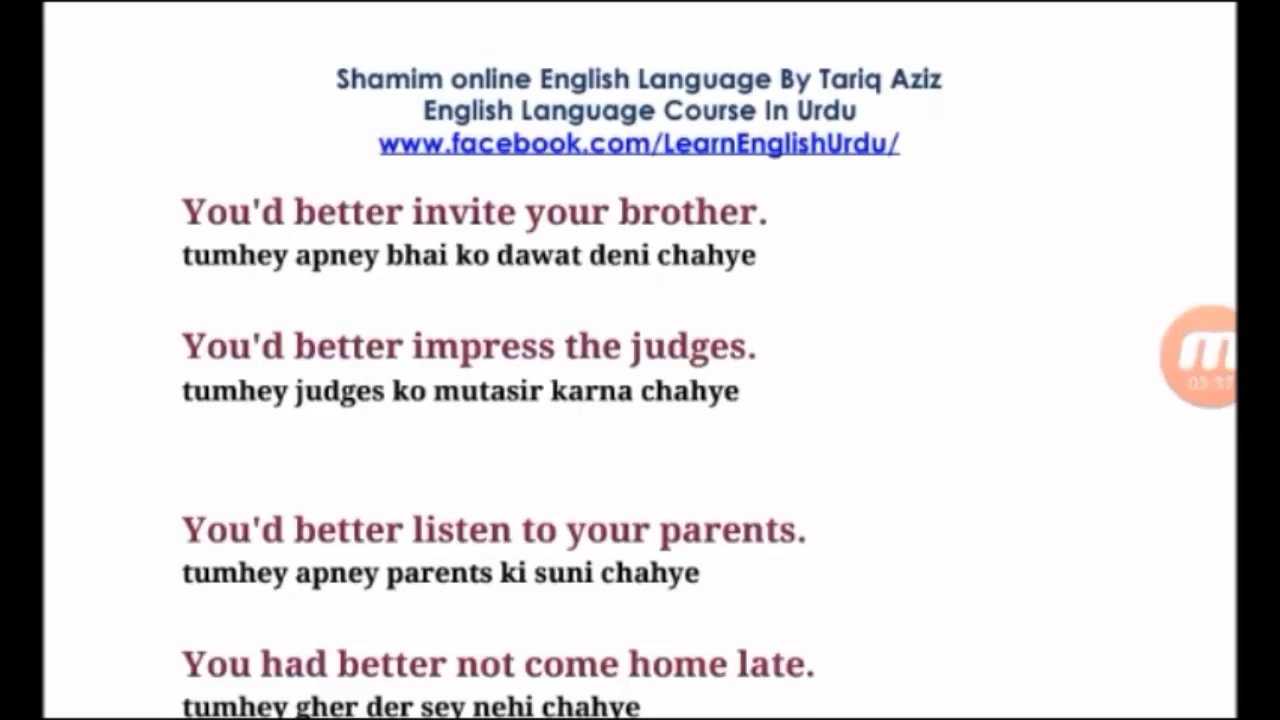 Shamim online English Language By Tariq Aziz
English Language Course In Urdu
www.facebook.com/LearnEnglishUrdu/
You'd better invite your brother.
tumhey apney bhai ko dawat deni chahye
You'd better impress the judges.
tumhey judges ko mutasir karna chahye
03:37
You'd better listen to your parents.
tumhey apney parents ki suni chahye
You had better not come home late.
tumhey gher der sey nehi chahye